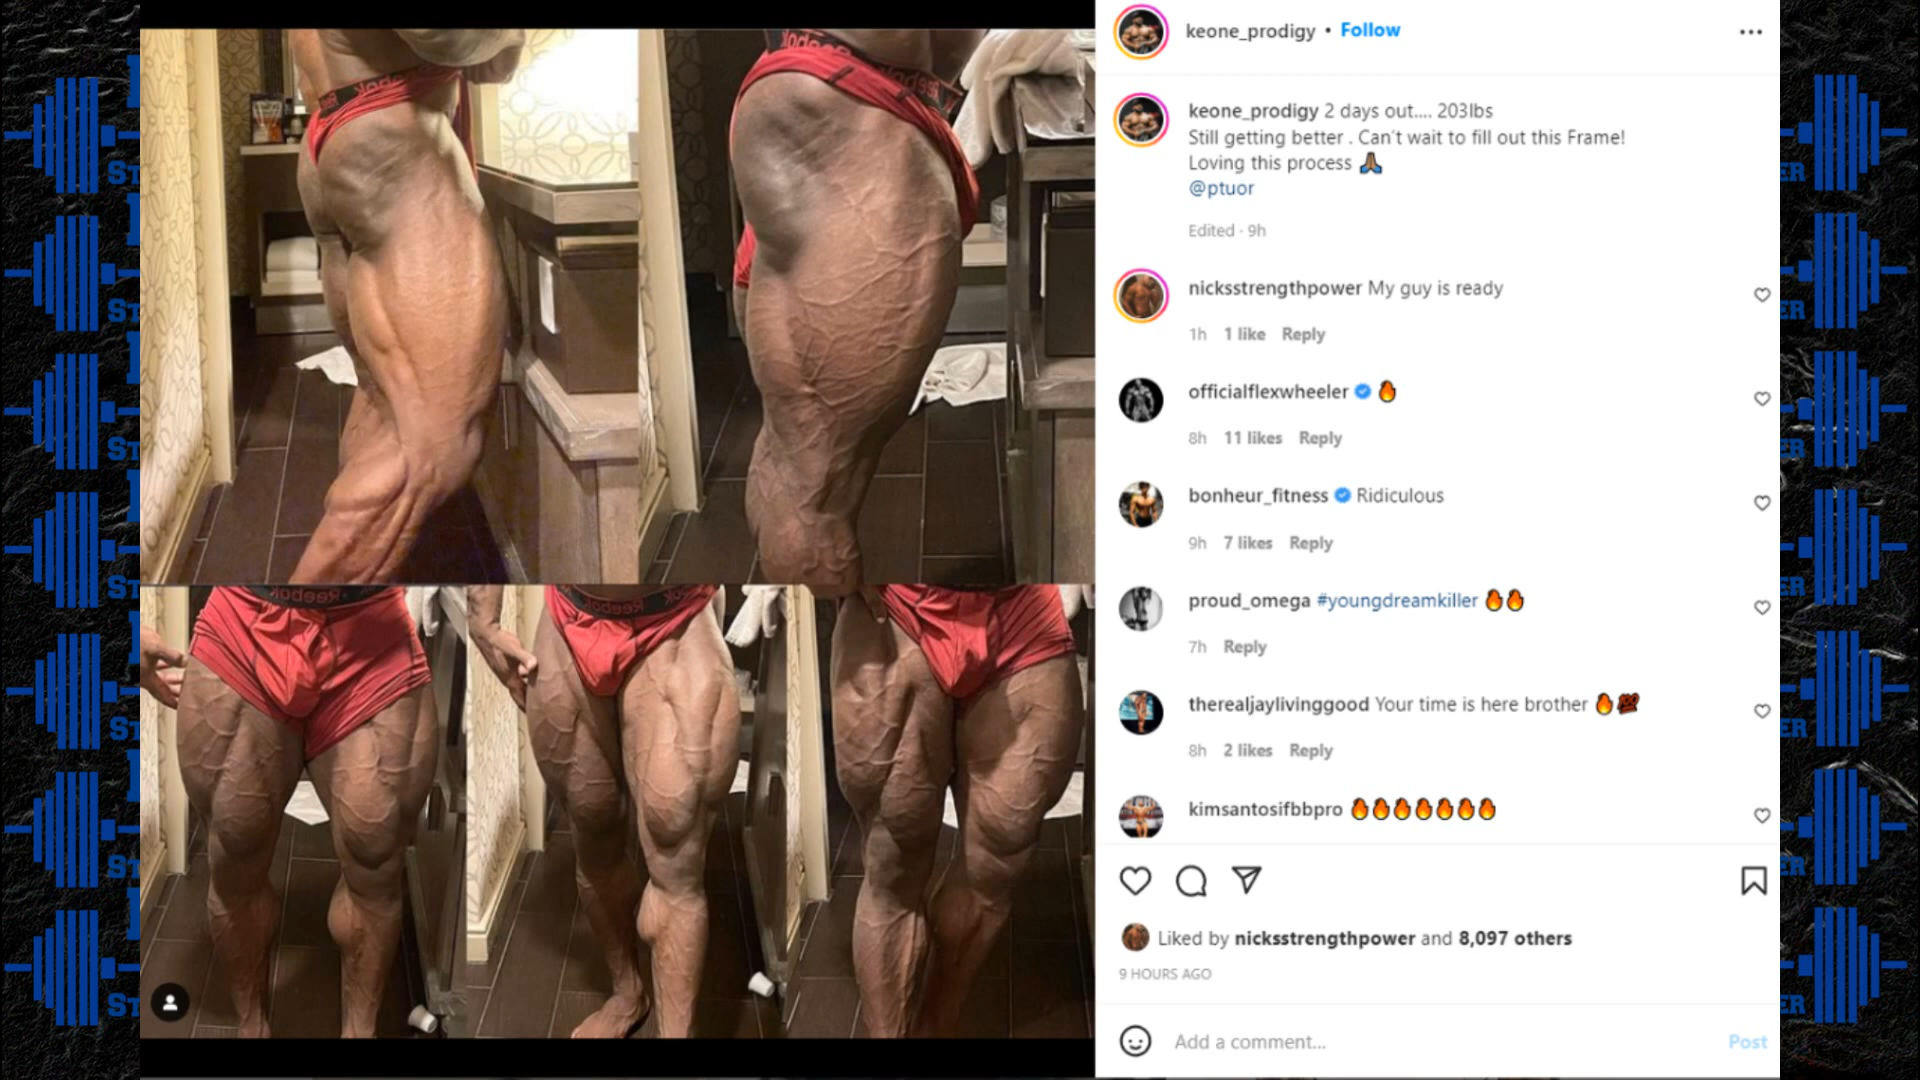 keone_prodigy • Follow
keone_prodigy 2 days out.... 203lbs
Still getting better . Can't wait to fill out this Frame!
Loving this process 🙏🏾
@ptuor
Edited · 9h
nicksstrengthpower My guy is ready
1h 1 like Reply
officialflexwheeler 🔥
8h 11 likes Reply
bonheur_fitness Ridiculous
9h 7 likes Reply
proud_omega #youngdreamkiller 🔥🔥
7h Reply
therealjaylivinggood Your time is here brother 🔥💯
8h 2 likes Reply
kimsantosifbbpro 🔥🔥🔥🔥🔥🔥🔥
Liked by nicksstrengthpower and 8,097 others
9 HOURS AGO
Add a comment...
Post
Reebok
Reebok
Reebok
Reebok